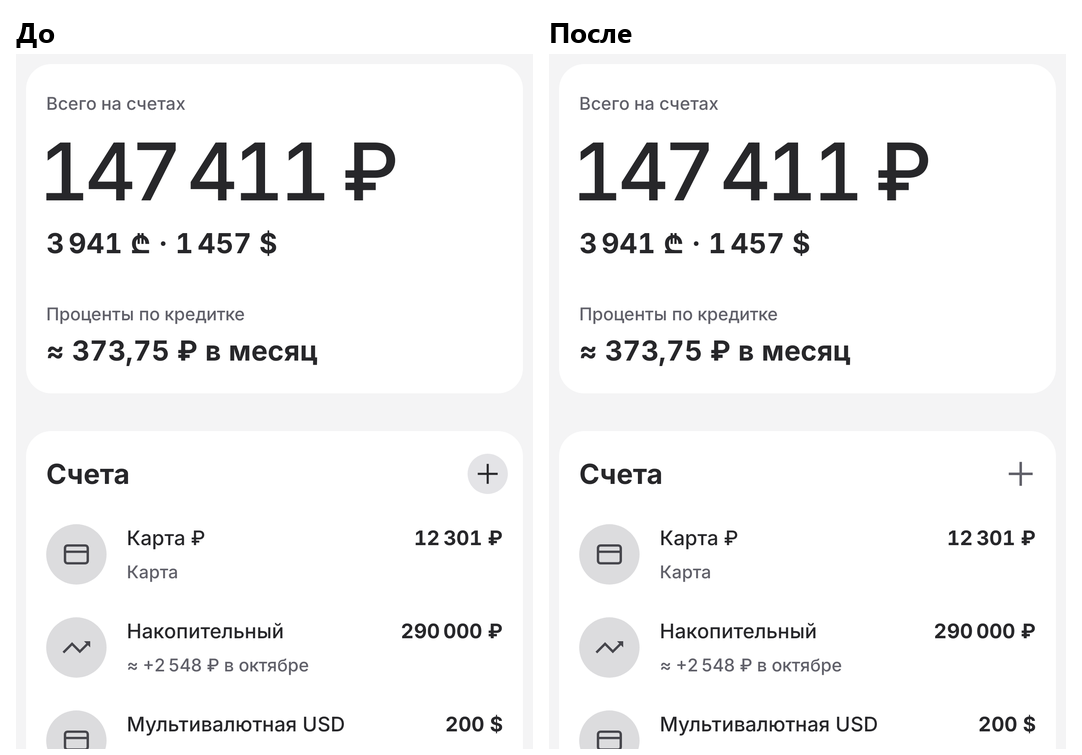 До
Всего на счетах
147 411 ₽
3 941 ₾ · 1 457 $
Проценты по кредитке
≈ 373,75 ₽ в месяц
Счета
Карта ₽
12 301 ₽
Карта
Накопительный
290 000 ₽
≈ +2 548 ₽ в октябре
Мультивалютная USD
200 $
После
Всего на счетах
147 411 ₽
3 941 ₾ · 1 457 $
Проценты по кредитке
≈ 373,75 ₽ в месяц
Счета
Карта ₽
12 301 ₽
Карта
Накопительный
290 000 ₽
≈ +2 548 ₽ в октябре
Мультивалютная USD
200 $